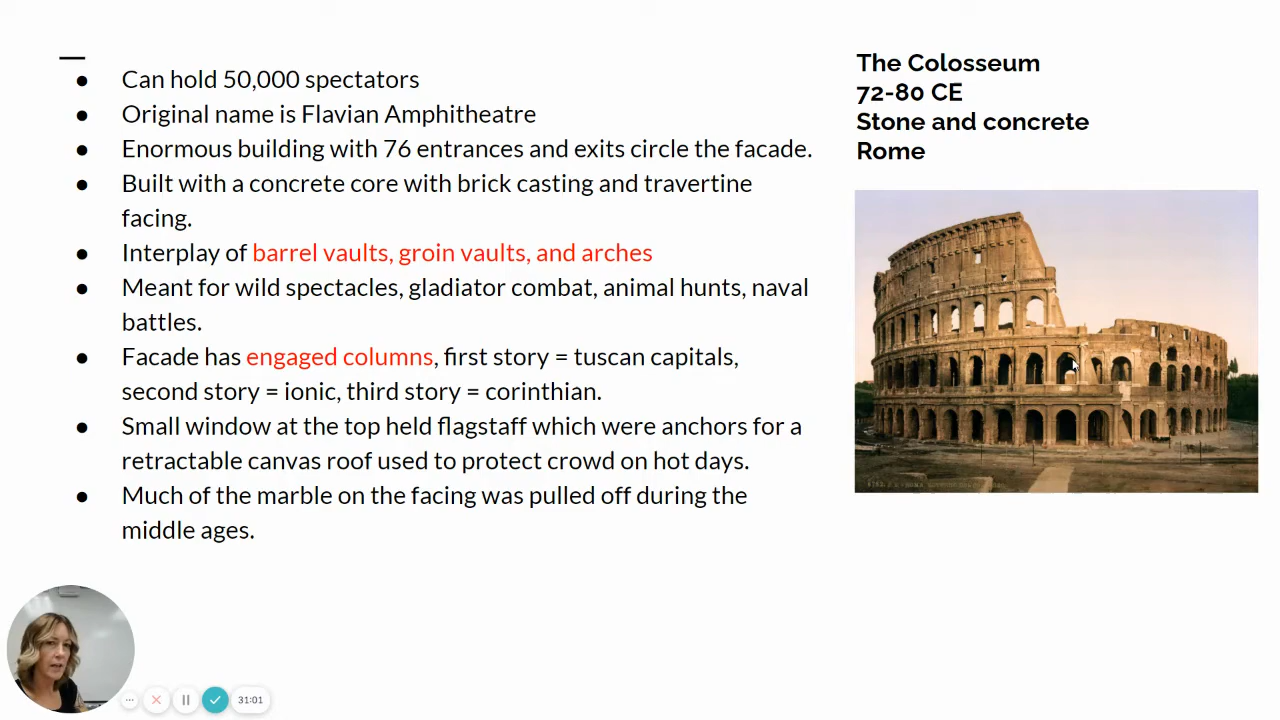 ● Can hold 50,000 spectators
● Original name is Flavian Amphitheatre
● Enormous building with 76 entrances and exits circle the facade.
● Built with a concrete core with brick casting and travertine
facing.
● Interplay of barrel vaults, groin vaults, and arches
● Meant for wild spectacles, gladiator combat, animal hunts, naval
battles.
● Facade has engaged columns, first story = tuscan capitals,
second story = ionic, third story = corinthian.
● Small window at the top held flagstaff which were anchors for a
retractable canvas roof used to protect crowd on hot days.
● Much of the marble on the facing was pulled off during the
middle ages.
The Colosseum
72-80 CE
Stone and concrete
Rome
31:01